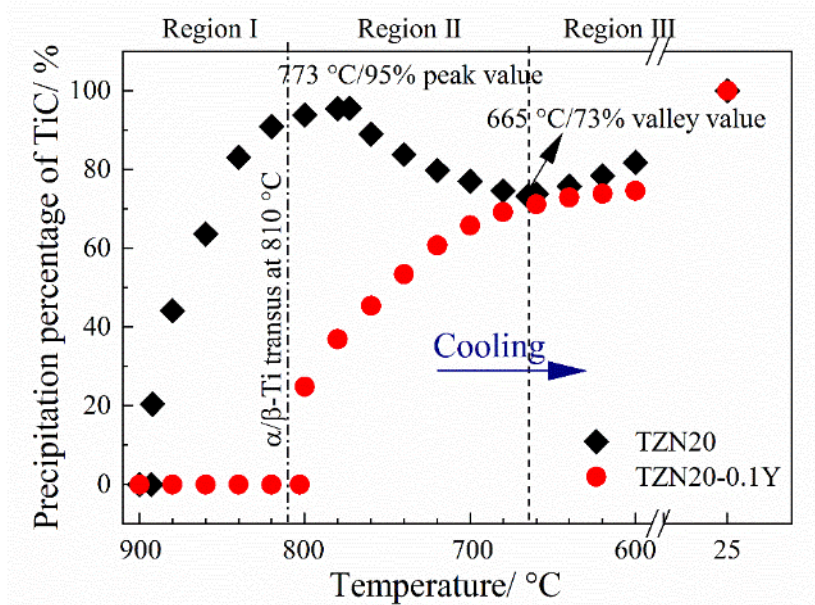 Region I Region II Region III
773 °C/95% peak value
665 °C/73% valley value
Precipitation percentage of TiC/ %
100
80
60
40
20
0
α/β-Ti transus at 810 °C
Cooling
TZN20
TZN20-0.1Y
900 800 700 600 25
Temperature/ °C